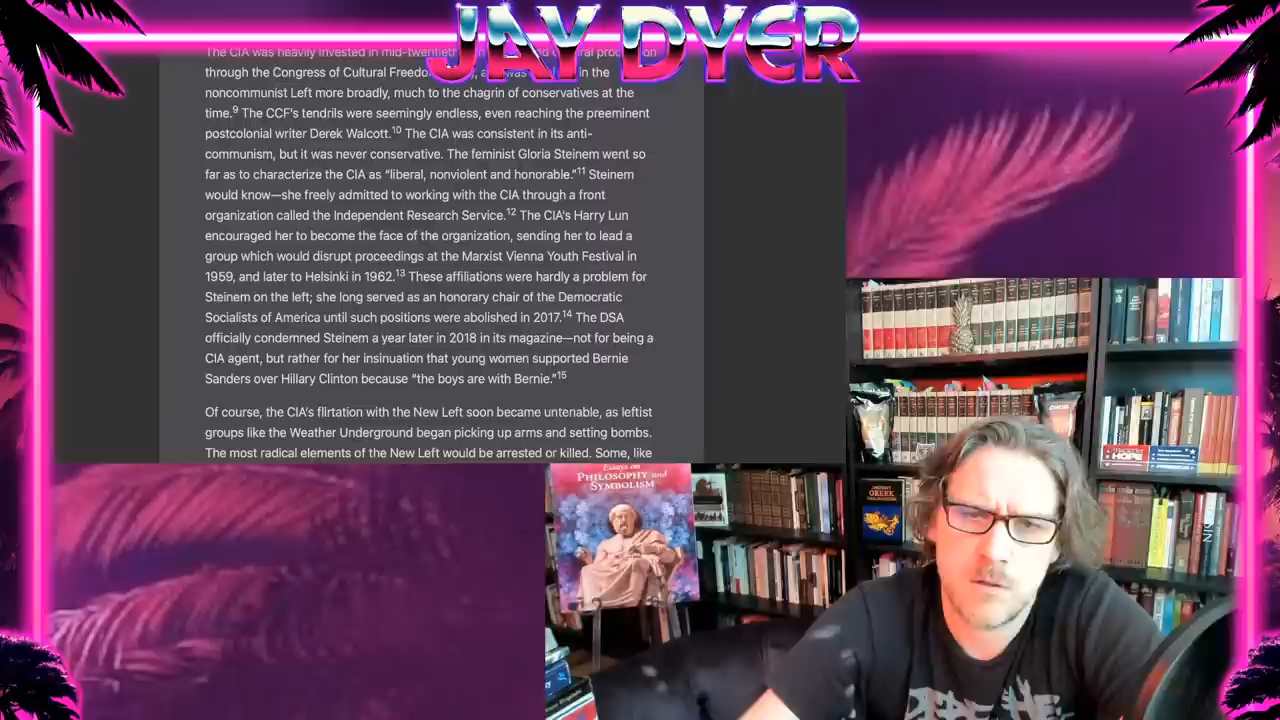 JAY DYER
The CIA was heavily invested in mid-twentieth
through the Congress of Cultural Freedom in the
noncommunist Left more broadly, much to the chagrin of conservatives at the
time.9 The CCF's tendrils were seemingly endless, even reaching the preeminent
postcolonial writer Derek Walcott.10 The CIA was consistent in its anti-
communism, but it was never conservative. The feminist Gloria Steinem went so
far as to characterize the CIA as “liberal, nonviolent and honorable.”11 Steinem
would know—she freely admitted to working with the CIA through a front
organization called the Independent Research Service.12 The CIA's Harry Lun
encouraged her to become the face of the organization, sending her to lead a
group which would disrupt proceedings at the Marxist Vienna Youth Festival in
1959, and later to Helsinki in 1962.13 These affiliations were hardly a problem for
Steinem on the left; she long served as an honorary chair of the Democratic
Socialists of America until such positions were abolished in 2017.14 The DSA
officially condemned Steinem a year later in 2018 in its magazine—not for being a
CIA agent, but rather for her insinuation that young women supported Bernie
Sanders over Hillary Clinton because “the boys are with Bernie.”15
Of course, the CIA's flirtation with the New Left soon became untenable, as leftist
groups like the Weather Underground began picking up arms and setting bombs.
The most radical elements of the New Left would be arrested or killed. Some, like
Essays on
PHILOSOPHY and
SYMBOLISM
GREEK
HOPE